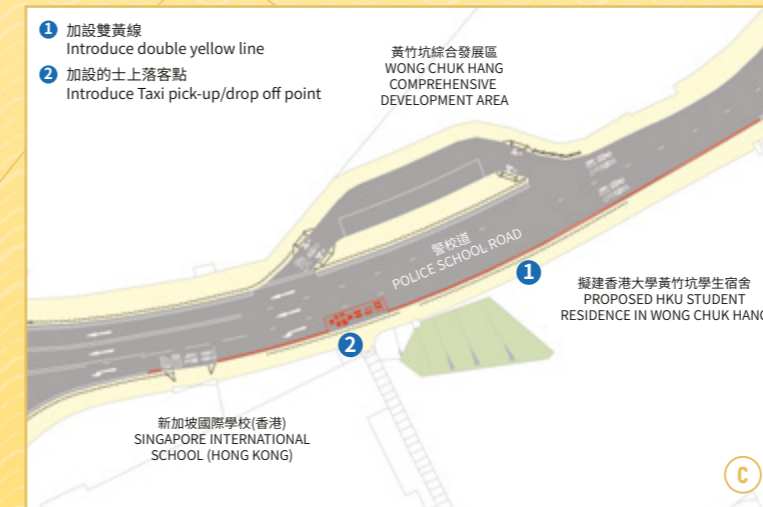 1 加設雙黃線
Introduce double yellow line
2 加設的士上落客點
Introduce Taxi pick-up/drop off point
黃竹坑綜合發展區
WONG CHUK HANG
COMPREHENSIVE
DEVELOPMENT AREA
警校道
POLICE SCHOOL ROAD
1
擬建香港大學黃竹坑學生宿舍
PROPOSED HKU STUDENT
RESIDENCE IN WONG CHUK HANG
2
新加坡國際學校(香港)
SINGAPORE INTERNATIONAL
SCHOOL (HONG KONG)
C